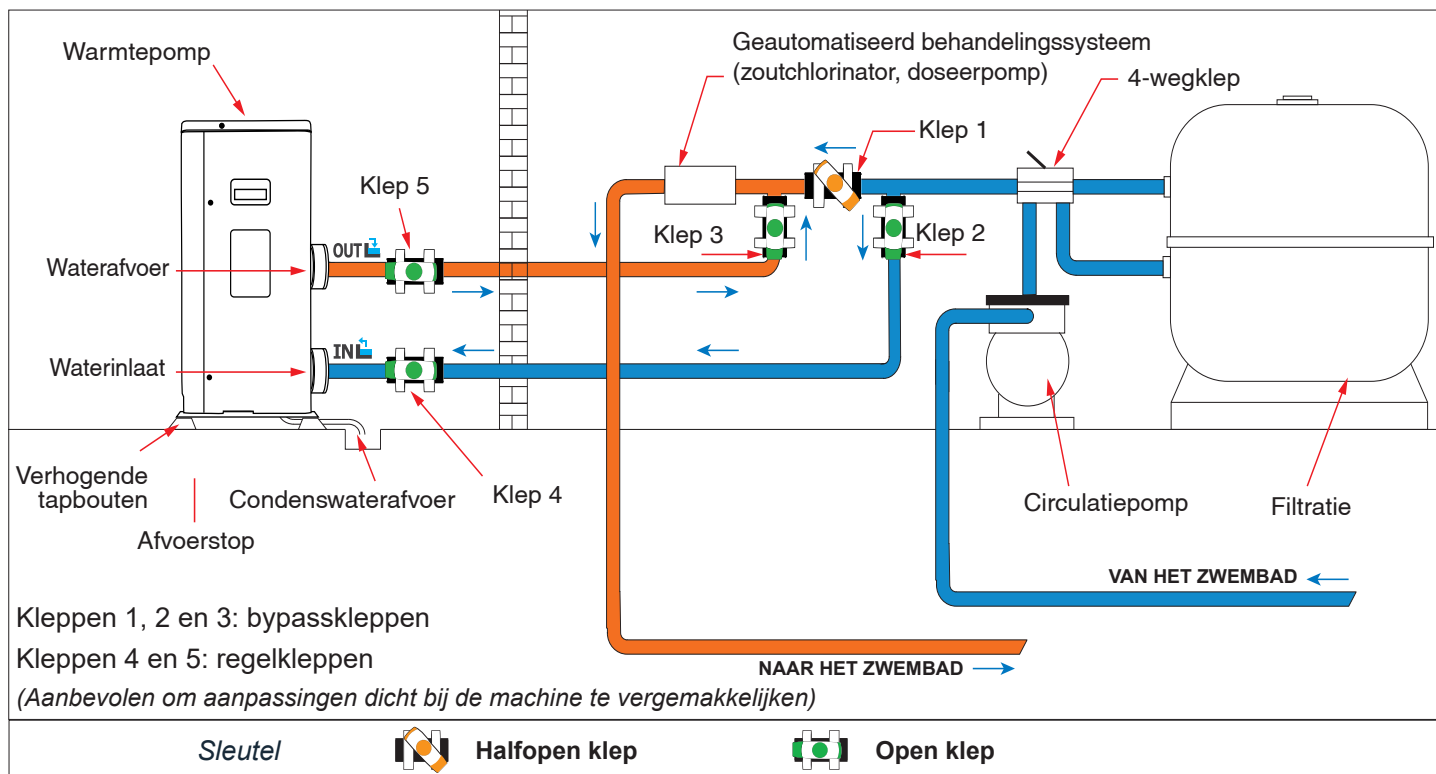 Warmtepomp
Geautomatiseerd behandelingssysteem
(zoutchlorinator, doseerpomp)
4-wegklep
Klep 1
Klep 5
Klep 3
Klep 2
OUT
Waterafvoer
IN
Waterinlaat
Verhogende
tapbouten
Condenswaterafvoer
Klep 4
Circulatiepomp
Filtratie
Afvoerstop
VAN HET ZWEMBAD
Kleppen 1, 2 en 3: bypasskleppen
Kleppen 4 en 5: regelkleppen
NAAR HET ZWEMBAD
(Aanbevolen om aanpassingen dicht bij de machine te vergemakkelijken)
Sleutel
Halfopen klep
Open klep